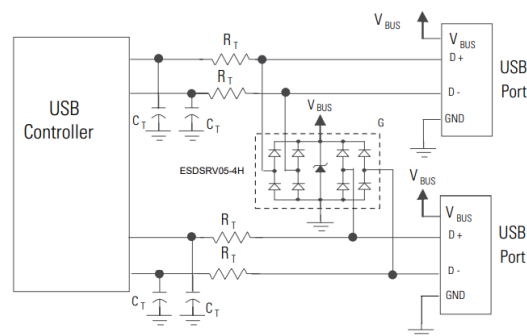 USB
Controller
R_T
R_T
C_T
C_T
V_BUS
V_BUS
D +
D -
GND
USB
Port
V_BUS
G
ESDSRV05-4H
R_T
R_T
C_T
C_T
V_BUS
V_BUS
D +
D -
GND
USB
Port